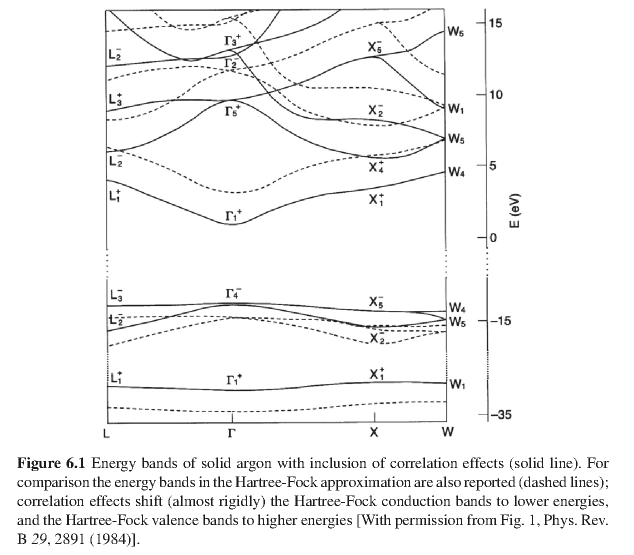 15
Γ3+
W5
L2-
X5-
Γ2-
10
L3+
W1
Γ5+
X2-
W5
L2-
5
X4+
W4
L1+
X1+
Γ1+
E (eV)
0
L3-
Γ4-
X5-
W4
L2-
W5
-15
X2-
L1+
Γ1+
X1+
W1
-35
L
Γ
X
W
Figure 6.1 Energy bands of solid argon with inclusion of correlation effects (solid line). For
comparison the energy bands in the Hartree-Fock approximation are also reported (dashed lines);
correlation effects shift (almost rigidly) the Hartree-Fock conduction bands to lower energies,
and the Hartree-Fock valence bands to higher energies [With permission from Fig. 1, Phys. Rev.
B 29, 2891 (1984)].